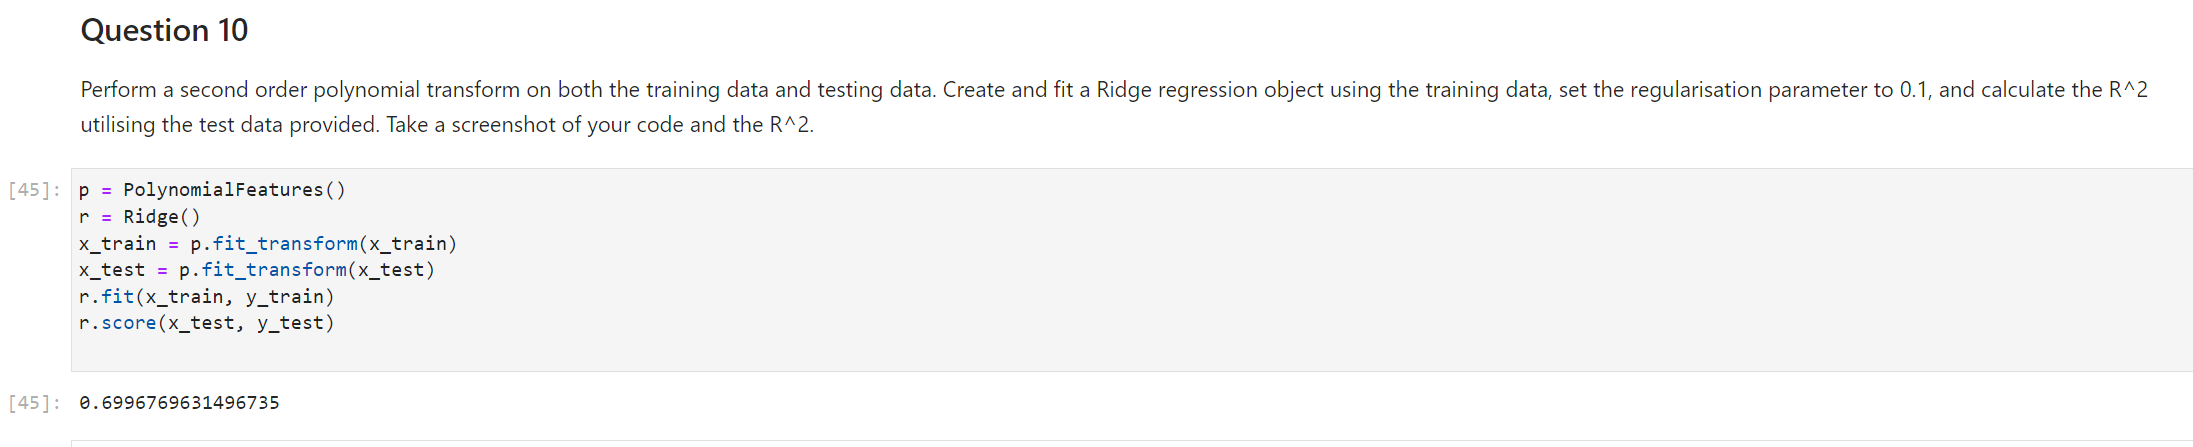 Question 10
Perform a second order polynomial transform on both the training data and testing data. Create and fit a Ridge regression object using the training data, set the regularisation parameter to 0.1, and calculate the R^2
utilising the test data provided. Take a screenshot of your code and the R^2.
[45]: p = PolynomialFeatures()
r = Ridge()
x_train = p.fit_transform(x_train)
x_test = p.fit_transform(x_test)
r.fit(x_train, y_train)
r.score(x_test, y_test)
[45]: 0.6996769631496735